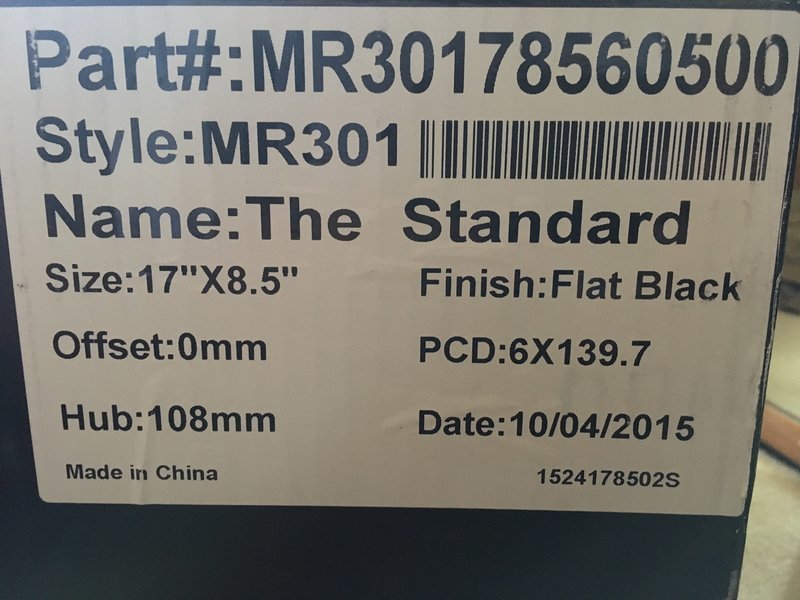 Part#:MR30178560500
Style:MR301
Name:The Standard
Size:17"X8.5" Finish:Flat Black
Offset:0mm PCD:6X139.7
Hub:108mm Date:10/04/2015
Made in China 1524178502S